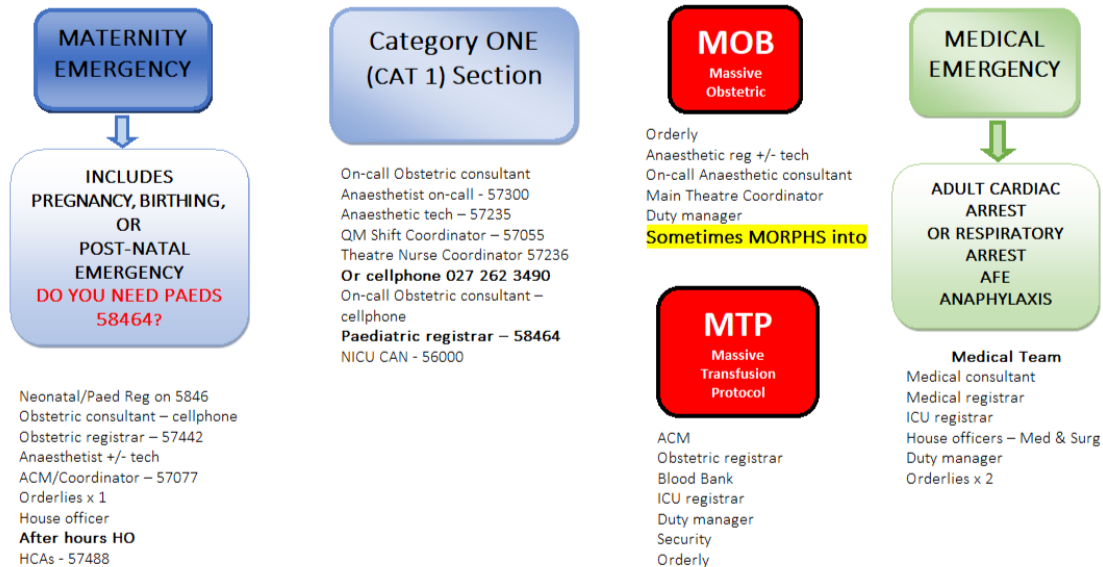 MATERNITY
EMERGENCY
INCLUDES
PREGNANCY, BIRTHING,
OR
POST-NATAL
EMERGENCY
DO YOU NEED PAEDS
58464?
Neonatal/Paed Reg on 5846
Obstetric consultant – cellphone
Obstetric registrar – 57442
Anaesthetist +/- tech
ACM/Coordinator – 57077
Orderlies x 1
House officer
After hours HO
HCAs - 57488
Category ONE
(CAT 1) Section
On-call Obstetric consultant
Anaesthetist on-call - 57300
Anaesthetic tech – 57235
QM Shift Coordinator – 57055
Theatre Nurse Coordinator 57236
Or cellphone 027 262 3490
On-call Obstetric consultant –
cellphone
Paediatric registrar – 58464
NICU CAN - 56000
MOB
Massive
Obstetric
Orderly
Anaesthetic reg +/- tech
On-call Anaesthetic consultant
Main Theatre Coordinator
Duty manager
Sometimes MORPHS into
MTP
Massive
Transfusion
Protocol
ACM
Obstetric registrar
Blood Bank
ICU registrar
Duty manager
Security
Orderly
MEDICAL
EMERGENCY
ADULT CARDIAC
ARREST
OR RESPIRATORY
ARREST
AFE
ANAPHYLAXIS
Medical Team
Medical consultant
Medical registrar
ICU registrar
House officers – Med & Surg
Duty manager
Orderlies x 2